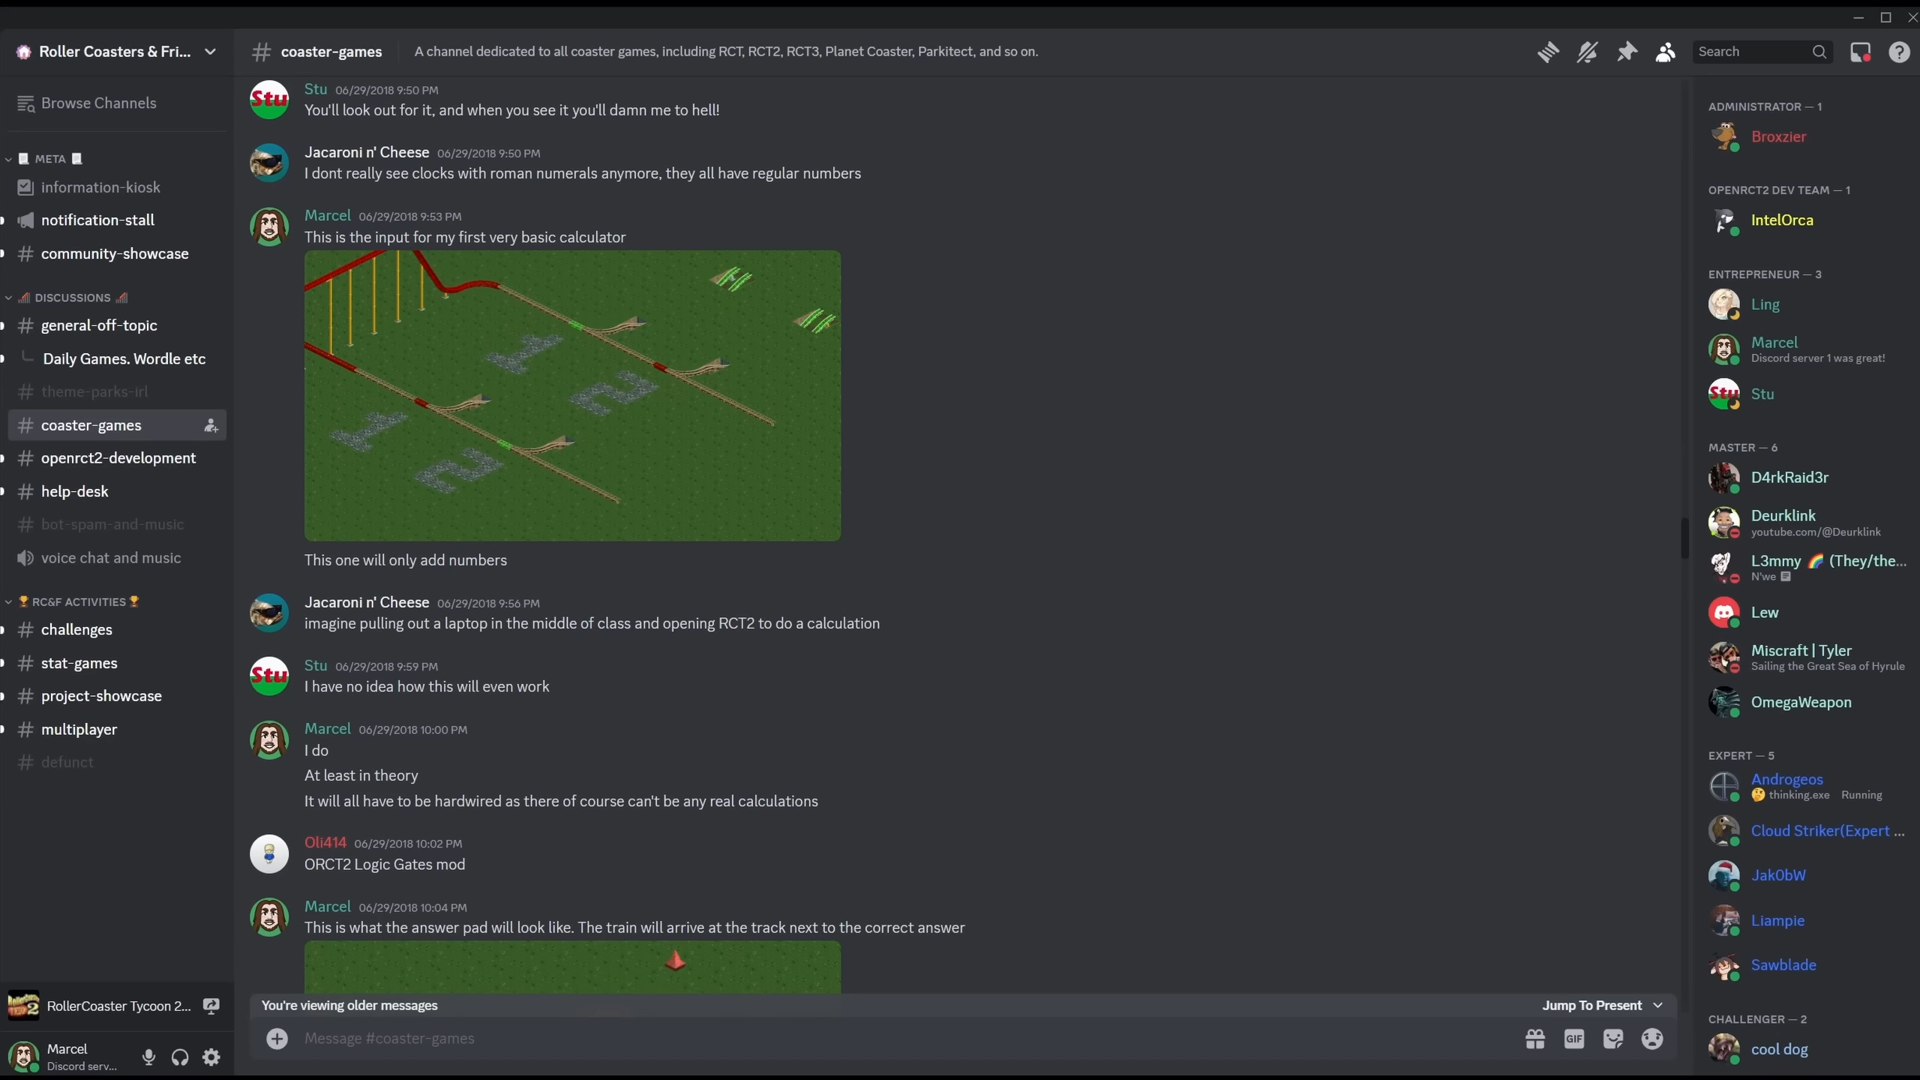 Roller Coasters & Fri...
Browse Channels
META
information-kiosk
notification-stall
community-showcase
DISCUSSIONS
general-off-topic
Daily Games. Wordle etc
theme-parks-irl
coaster-games
openrct2-development
help-desk
bot-spam-and-music
voice chat and music
RC&F ACTIVITIES
challenges
stat-games
project-showcase
multiplayer
defunct
RollerCoaster Tycoon 2...
Marcel
Discord serv...
coaster-games
A channel dedicated to all coaster games, including RCT, RCT2, RCT3, Planet Coaster, Parkitect, and so on.
Search
Stu
Stu 06/29/2018 9:50 PM
You'll look out for it, and when you see it you'll damn me to hell!
Jacaroni n' Cheese 06/29/2018 9:50 PM
I dont really see clocks with roman numerals anymore, they all have regular numbers
Marcel 06/29/2018 9:53 PM
This is the input for my first very basic calculator
1
2
1
2
This one will only add numbers
Jacaroni n' Cheese 06/29/2018 9:56 PM
imagine pulling out a laptop in the middle of class and opening RCT2 to do a calculation
Stu
Stu 06/29/2018 9:59 PM
I have no idea how this will even work
Marcel 06/29/2018 10:00 PM
I do
At least in theory
It will all have to be hardwired as there of course can't be any real calculations
Oli414 06/29/2018 10:02 PM
ORCT2 Logic Gates mod
Marcel 06/29/2018 10:04 PM
This is what the answer pad will look like. The train will arrive at the track next to the correct answer
You're viewing older messages
Jump To Present
Message #coaster-games
GIF
ADMINISTRATOR — 1
Broxzier
OPENRCT2 DEV TEAM — 1
IntelOrca
ENTREPRENEUR — 3
Ling
Marcel
Discord server 1 was great!
Stu
Stu
MASTER — 6
D4rkRaid3r
Deurklink
youtube.com/@Deurklink
L3mmy 🌈 (They/the...
N'we
Lew
Miscraft | Tyler
Sailing the Great Sea of Hyrule
OmegaWeapon
EXPERT — 5
Androgeos
🤔 thinking.exe Running
Cloud Striker(Expert ...
Jak0bW
Liampie
Sawblade
CHALLENGER — 2
cool dog